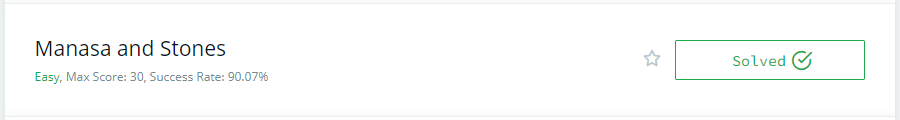 Manasa and Stones
Solved
Easy, Max Score: 30, Success Rate: 90.07%